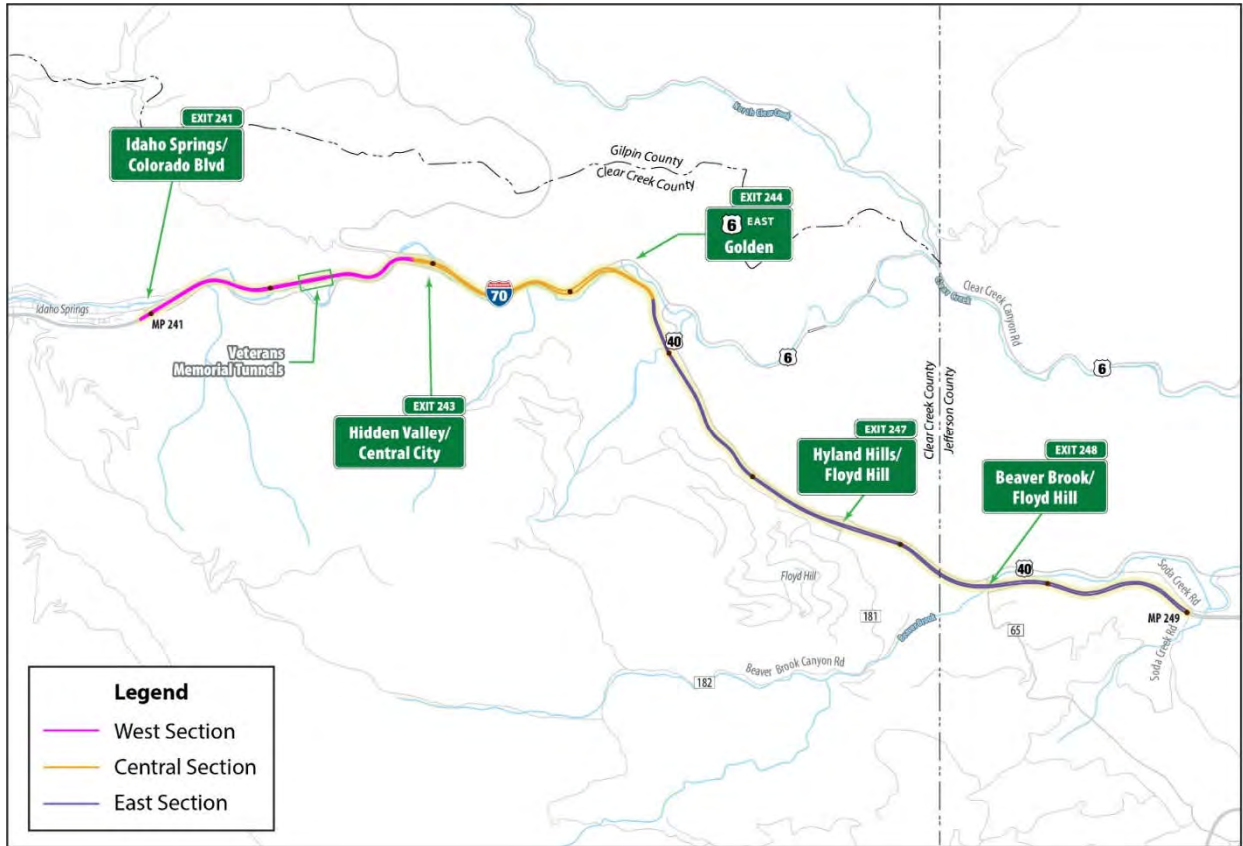 North Clear Creek
EXIT 241
Idaho Springs/
Colorado Blvd
Gilpin County
Clear Creek County
EXIT 244
6 EAST
Golden
Idaho Springs
MP 241
Veterans
Memorial Tunnels
70
Clear Creek
Clear Creek Canyon Rd
40
6
6
EXIT 243
Hidden Valley/
Central City
EXIT 247
Hyland Hills/
Floyd Hill
Clear Creek County
Jefferson County
EXIT 248
Beaver Brook/
Floyd Hill
Floyd Hill
40
Soda Creek Rd
181
Beaver Brook
65
MP 249
Soda Creek Rd
Beaver Brook Canyon Rd
182
Legend
West Section
Central Section
East Section